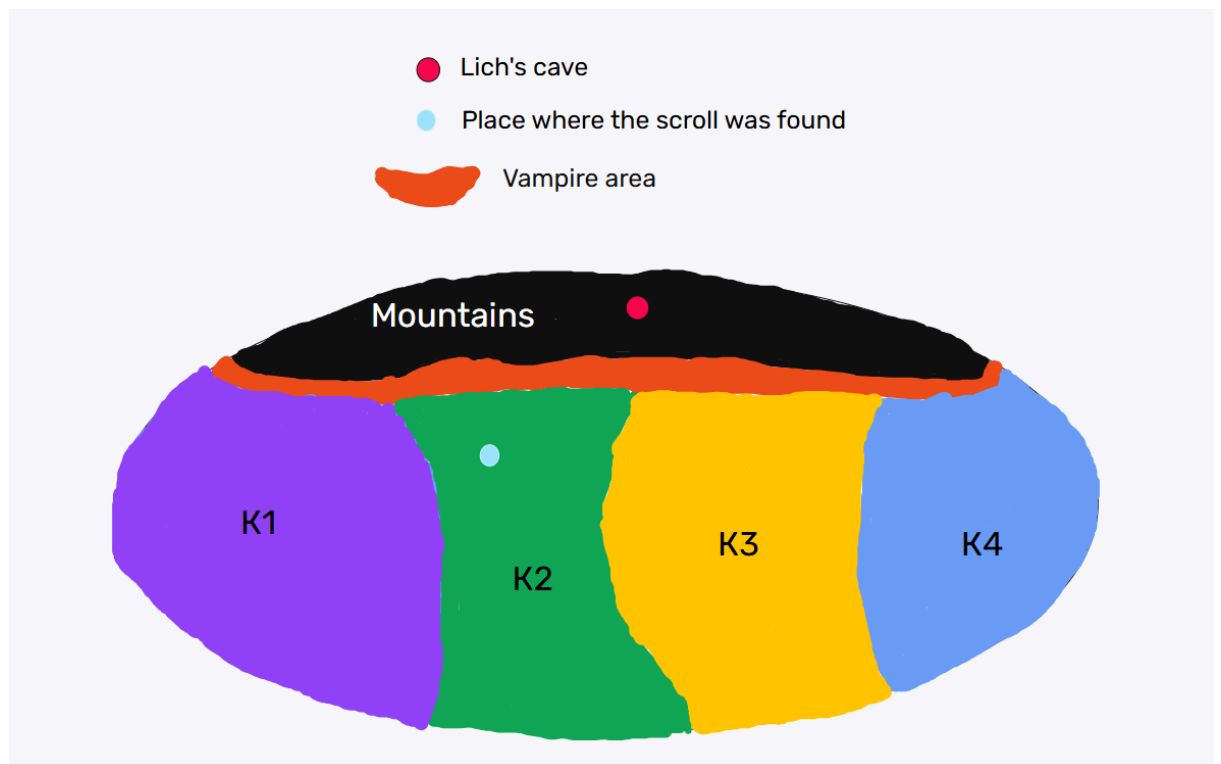 Lich's cave
Place where the scroll was found
Vampire area
Mountains
K1
K2
K3
K4